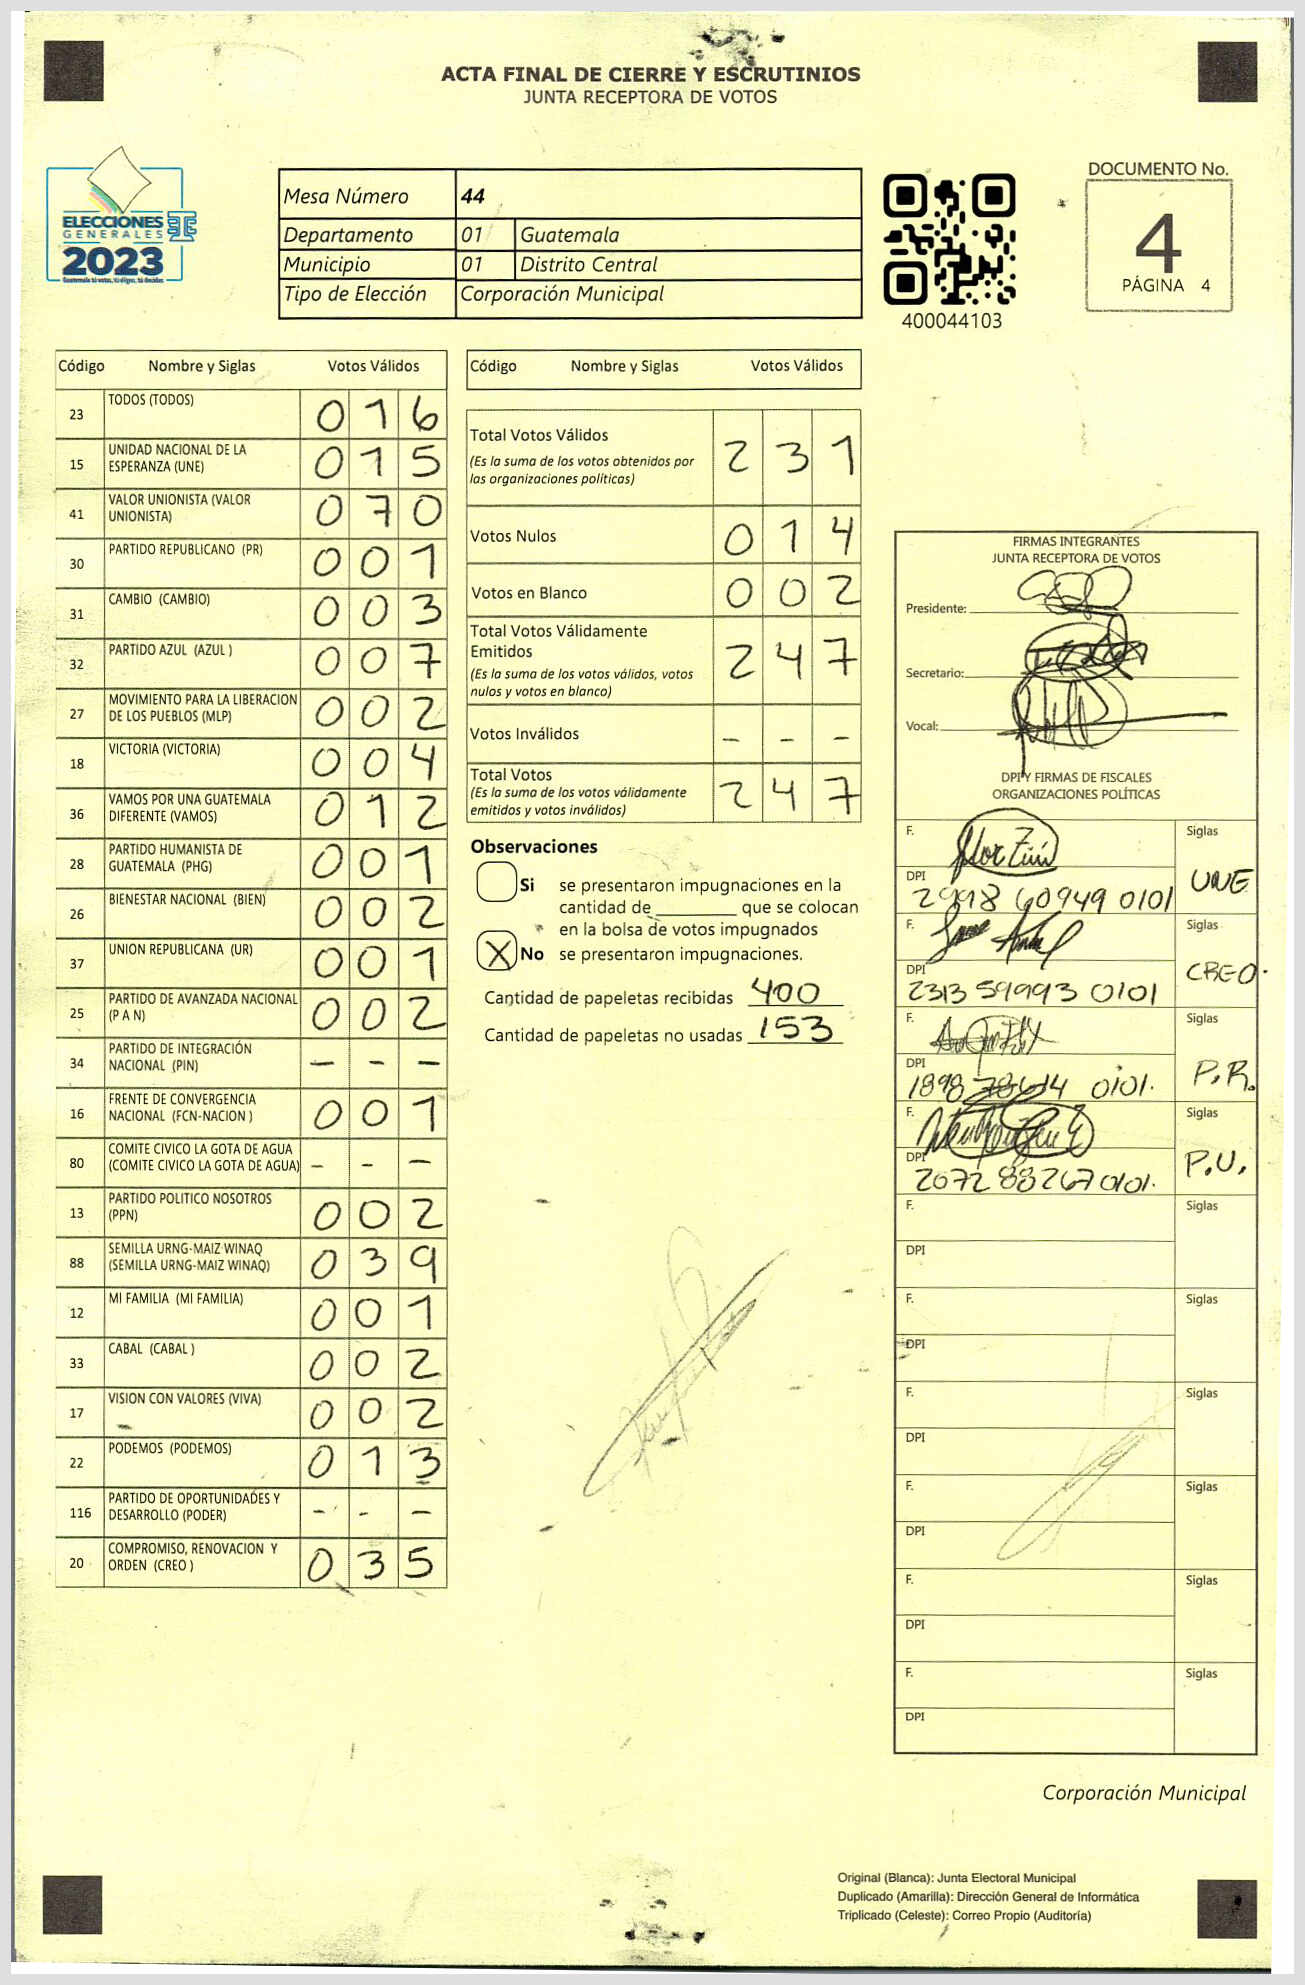 ACTA FINAL DE CIERRE Y ESCRUTINIOS
JUNTA RECEPTORA DE VOTOS
ELECCIONES
GENERALES
2023
Mesa Número 44
Departamento 01 Guatemala
Municipio 01 Distrito Central
Tipo de Elección Corporación Municipal
400044103
DOCUMENTO No.
4
PÁGINA 4
Código Nombre y Siglas Votos Válidos
23 TODOS (TODOS) 0 1 6
15 UNIDAD NACIONAL DE LA
ESPERANZA (UNE) 0 1 5
41 VALOR UNIONISTA (VALOR
UNIONISTA) 0 7 0
30 PARTIDO REPUBLICANO (PR) 0 0 1
31 CAMBIO (CAMBIO) 0 0 3
32 PARTIDO AZUL (AZUL ) 0 0 7
27 MOVIMIENTO PARA LA LIBERACION
DE LOS PUEBLOS (MLP) 0 0 2
18 VICTORIA (VICTORIA) 0 0 4
36 VAMOS POR UNA GUATEMALA
DIFERENTE (VAMOS) 0 1 2
28 PARTIDO HUMANISTA DE
GUATEMALA (PHG) 0 0 1
26 BIENESTAR NACIONAL (BIEN) 0 0 2
37 UNION REPUBLICANA (UR) 0 0 1
25 PARTIDO DE AVANZADA NACIONAL
(P A N) 0 0 2
34 PARTIDO DE INTEGRACIÓN
NACIONAL (PIN) - - -
16 FRENTE DE CONVERGENCIA
NACIONAL (FCN-NACION ) 0 0 1
80 COMITE CIVICO LA GOTA DE AGUA
(COMITE CIVICO LA GOTA DE AGUA) - - -
13 PARTIDO POLITICO NOSOTROS
(PPN) 0 0 2
88 SEMILLA URNG-MAIZ WINAQ
(SEMILLA URNG-MAIZ WINAQ) 0 3 9
12 MI FAMILIA (MI FAMILIA) 0 0 1
33 CABAL (CABAL ) 0 0 2
17 VISION CON VALORES (VIVA) 0 0 2
22 PODEMOS (PODEMOS) 0 1 3
116 PARTIDO DE OPORTUNIDADES Y
DESARROLLO (PODER) - - -
20 COMPROMISO, RENOVACION Y
ORDEN (CREO ) 0 3 5
Código Nombre y Siglas Votos Válidos
Total Votos Válidos 2 3 1
(Es la suma de los votos obtenidos por
las organizaciones políticas)
Votos Nulos 0 1 4
Votos en Blanco 0 0 2
Total Votos Válidamente
Emitidos 2 4 7
(Es la suma de los votos válidos, votos
nulos y votos en blanco)
Votos Inválidos - - -
Total Votos 2 4 7
(Es la suma de los votos válidamente
emitidos y votos inválidos)
Observaciones
Si se presentaron impugnaciones en la
cantidad de ________ que se colocan
en la bolsa de votos impugnados
X No se presentaron impugnaciones.
Cantidad de papeletas recibidas 400
Cantidad de papeletas no usadas 153
FIRMAS INTEGRANTES
JUNTA RECEPTORA DE VOTOS
Presidente:
Secretario:
Vocal:
DPI Y FIRMAS DE FISCALES
ORGANIZACIONES POLÍTICAS
F. Siglas
DPI UNE
2998 60949 0101
F. Siglas
DPI CREO.
2313 59993 0101
F. Siglas
DPI P.R.
1898 78614 0101.
F. Siglas
DPI P.U.
2072 88267 0101.
F. Siglas
DPI
F. Siglas
DPI
F. Siglas
DPI
F. Siglas
DPI
F. Siglas
DPI
F. Siglas
DPI
Corporación Municipal
Original (Blanca): Junta Electoral Municipal
Duplicado (Amarilla): Dirección General de Informática
Triplicado (Celeste): Correo Propio (Auditoría)